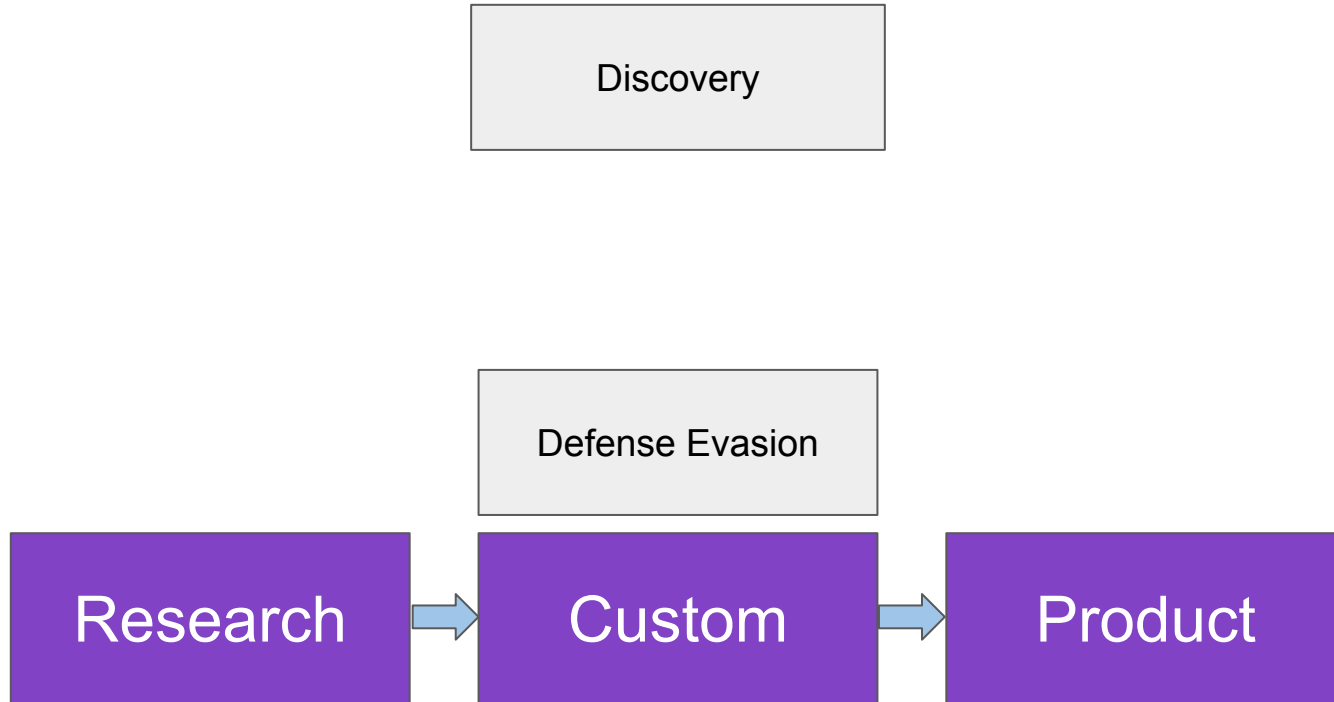 Discovery
Defense Evasion
Research
Custom
Product